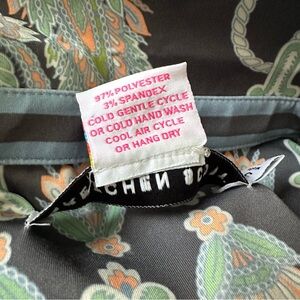 97% POLYESTER
3% SPANDEX
COLD GENTLE CYCLE
OR COLD HAND WASH
COOL AIR CYCLE
OR HANG DRY